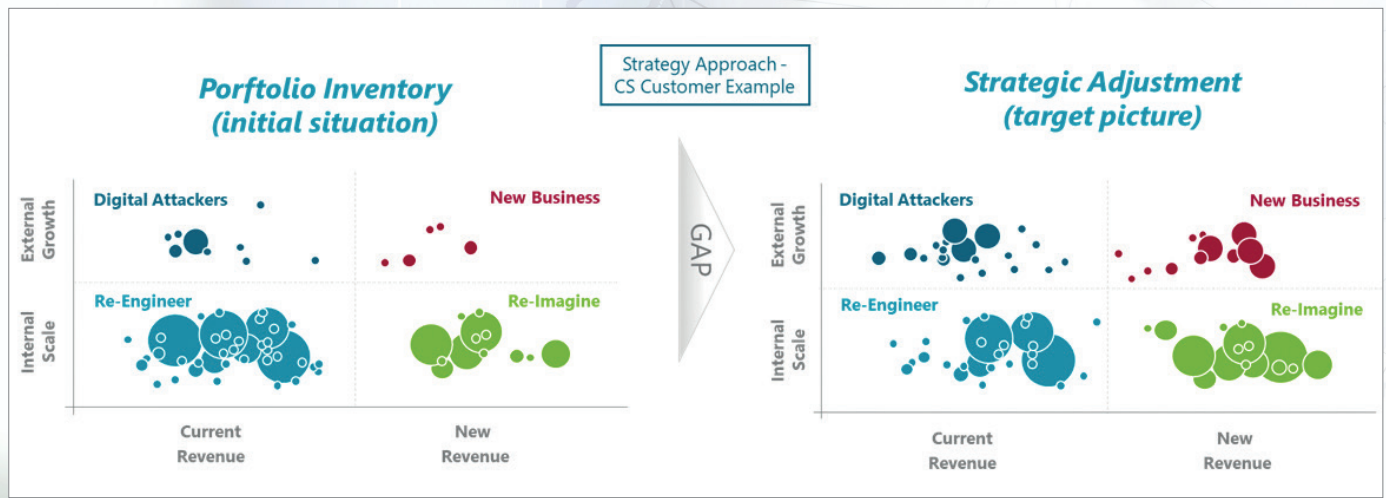 Strategy Approach -
CS Customer Example
Porftolio Inventory
(initial situation)
External
Growth
Internal
Scale
Digital Attackers
New Business
Re-Engineer
Re-Imagine
Current
Revenue
New
Revenue
GAP
Strategic Adjustment
(target picture)
External
Growth
Internal
Scale
Digital Attackers
New Business
Re-Engineer
Re-Imagine
Current
Revenue
New
Revenue